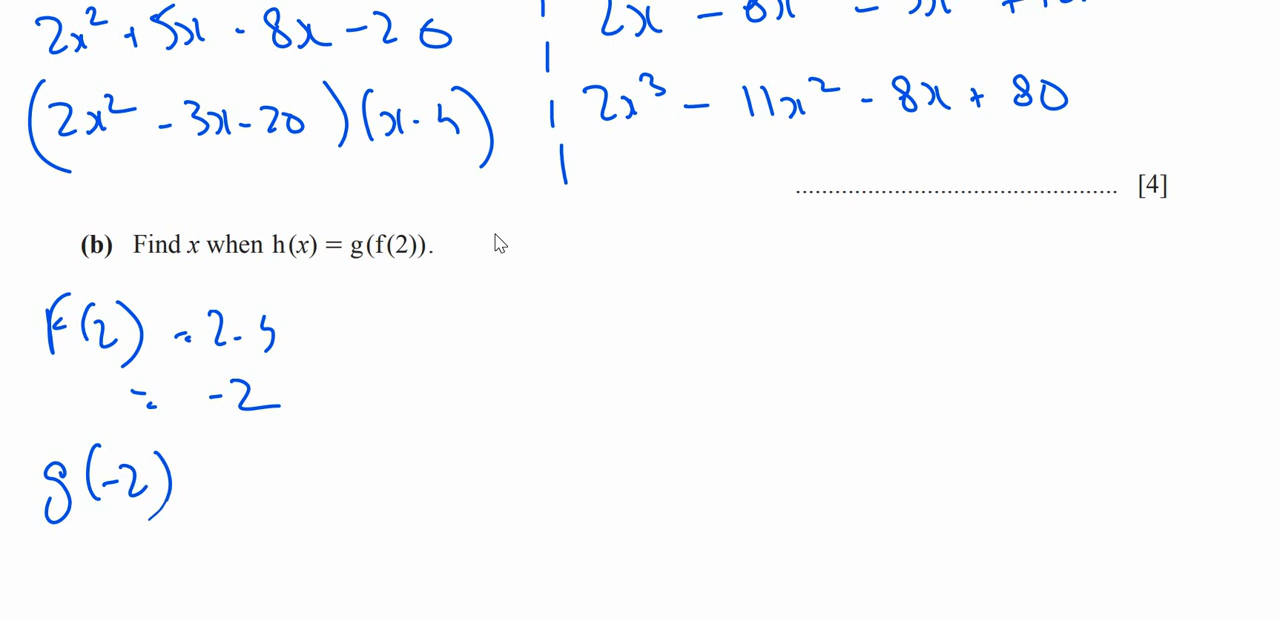 2x² + 5x - 8x - 20
(2x² - 3x - 20)(x - 4)
2x³ - 11x² - 8x + 80
[4]
(b) Find x when h(x) = g(f(2)).
f(2) = 2 - 4
= -2
g(-2)